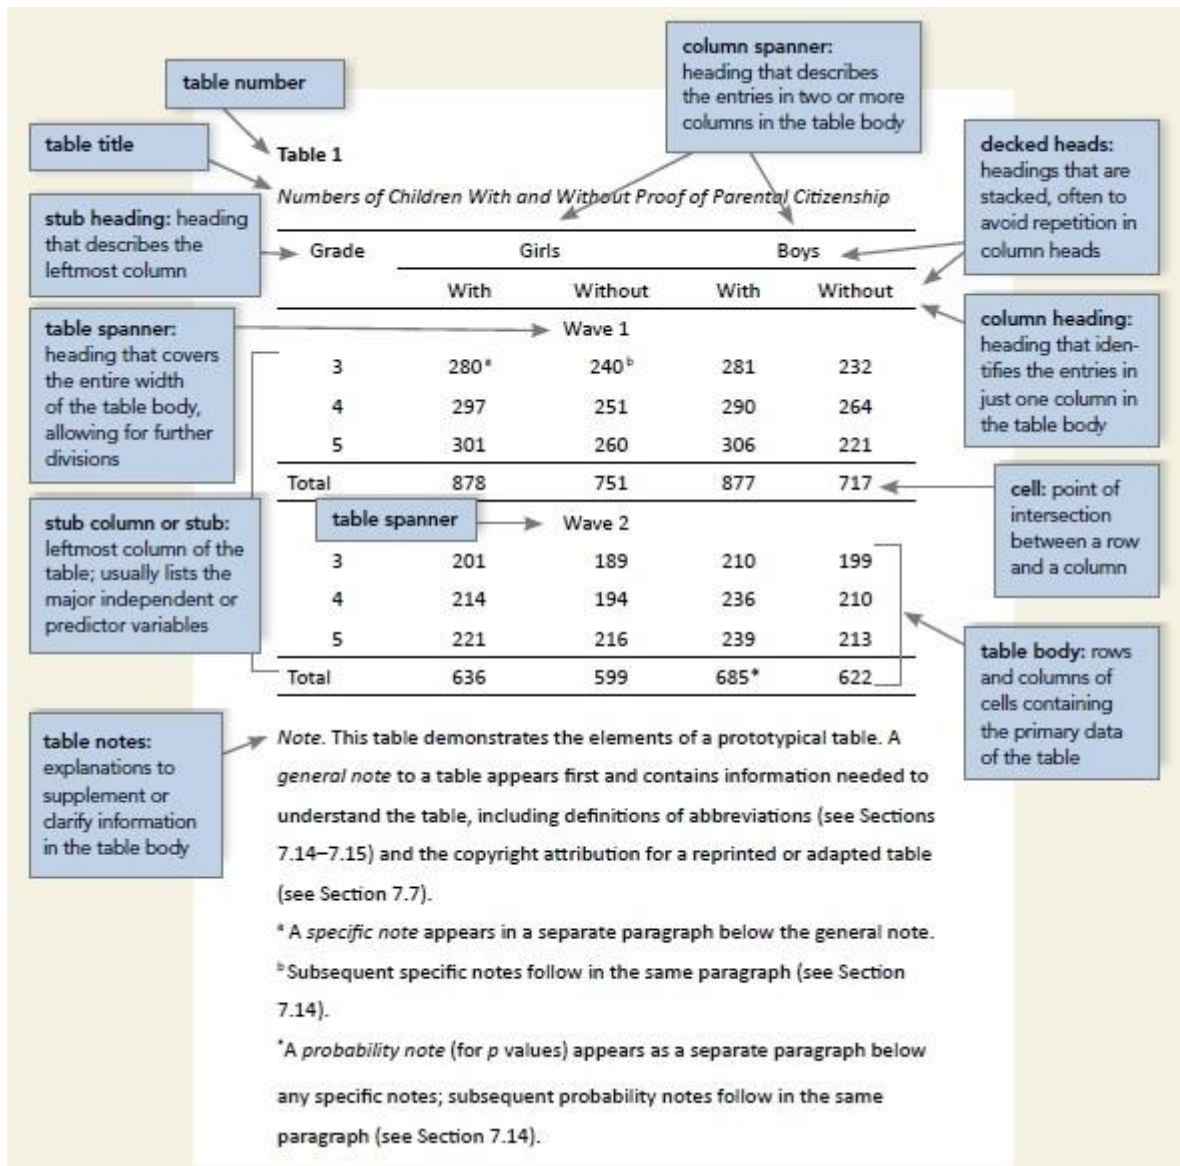 table number
column spanner:
heading that describes
the entries in two or more
columns in the table body
table title
Table 1
Numbers of Children With and Without Proof of Parental Citizenship
decked heads:
headings that are
stacked, often to
avoid repetition in
column heads
stub heading: heading
that describes the
leftmost column
Grade Girls Boys
With Without With Without
column heading:
heading that iden-
tifies the entries in
just one column in
the table body
table spanner:
heading that covers
the entire width
of the table body,
allowing for further
divisions
Wave 1
3 280ᵃ 240ᵇ 281 232
4 297 251 290 264
5 301 260 306 221
Total 878 751 877 717
cell: point of
intersection
between a row
and a column
stub column or stub:
leftmost column of the
table; usually lists the
major independent or
predictor variables
table spanner
Wave 2
3 201 189 210 199
4 214 194 236 210
5 221 216 239 213
Total 636 599 685* 622
table body: rows
and columns of
cells containing
the primary data
of the table
table notes:
explanations to
supplement or
clarify information
in the table body
Note. This table demonstrates the elements of a prototypical table. A
general note to a table appears first and contains information needed to
understand the table, including definitions of abbreviations (see Sections
7.14–7.15) and the copyright attribution for a reprinted or adapted table
(see Section 7.7).
ᵃ A specific note appears in a separate paragraph below the general note.
ᵇ Subsequent specific notes follow in the same paragraph (see Section
7.14).
*A probability note (for p values) appears as a separate paragraph below
any specific notes; subsequent probability notes follow in the same
paragraph (see Section 7.14).